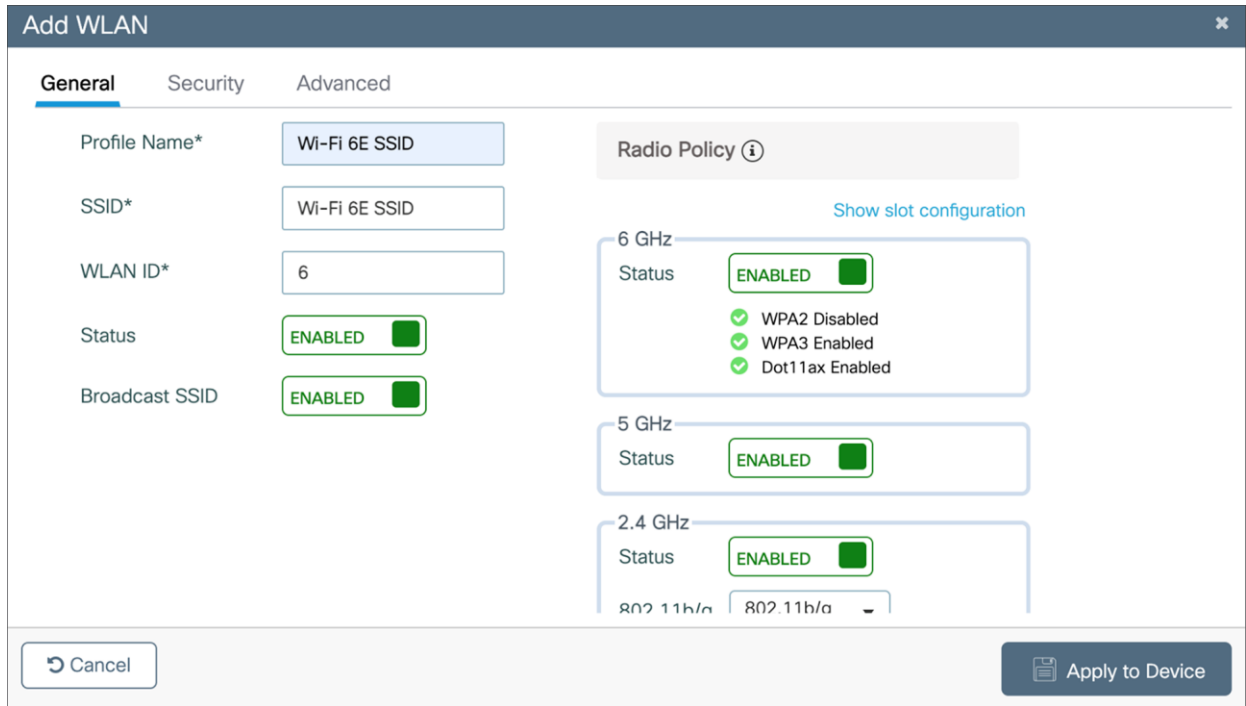 Add WLAN
General Security Advanced
Profile Name* Wi-Fi 6E SSID
SSID* Wi-Fi 6E SSID
WLAN ID* 6
Status ENABLED
Broadcast SSID ENABLED
Radio Policy
Show slot configuration
6 GHz
Status ENABLED
WPA2 Disabled
WPA3 Enabled
Dot11ax Enabled
5 GHz
Status ENABLED
2.4 GHz
Status ENABLED
802.11b/g 802.11b/g
Cancel Apply to Device